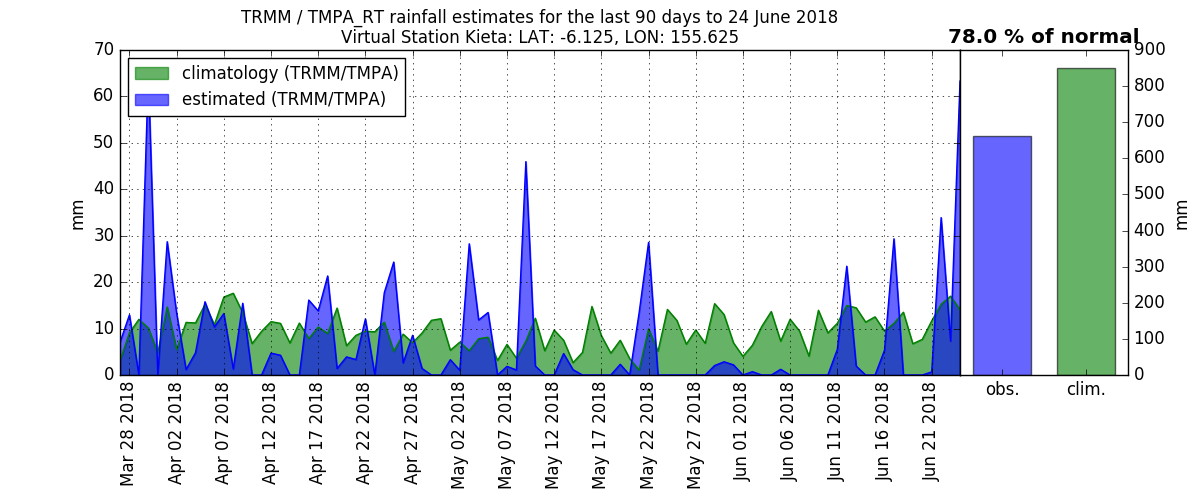 TRMM / TMPA_RT rainfall estimates for the last 90 days to 24 June 2018
Virtual Station Kieta: LAT: -6.125, LON: 155.625
78.0 % of normal
climatology (TRMM/TMPA)
estimated (TRMM/TMPA)
70
60
50
40
30
20
10
0
mm
900
800
700
600
500
400
300
200
100
0
mm
obs.
clim.
Mar 28 2018
Apr 02 2018
Apr 07 2018
Apr 12 2018
Apr 17 2018
Apr 22 2018
Apr 27 2018
May 02 2018
May 07 2018
May 12 2018
May 17 2018
May 22 2018
May 27 2018
Jun 01 2018
Jun 06 2018
Jun 11 2018
Jun 16 2018
Jun 21 2018